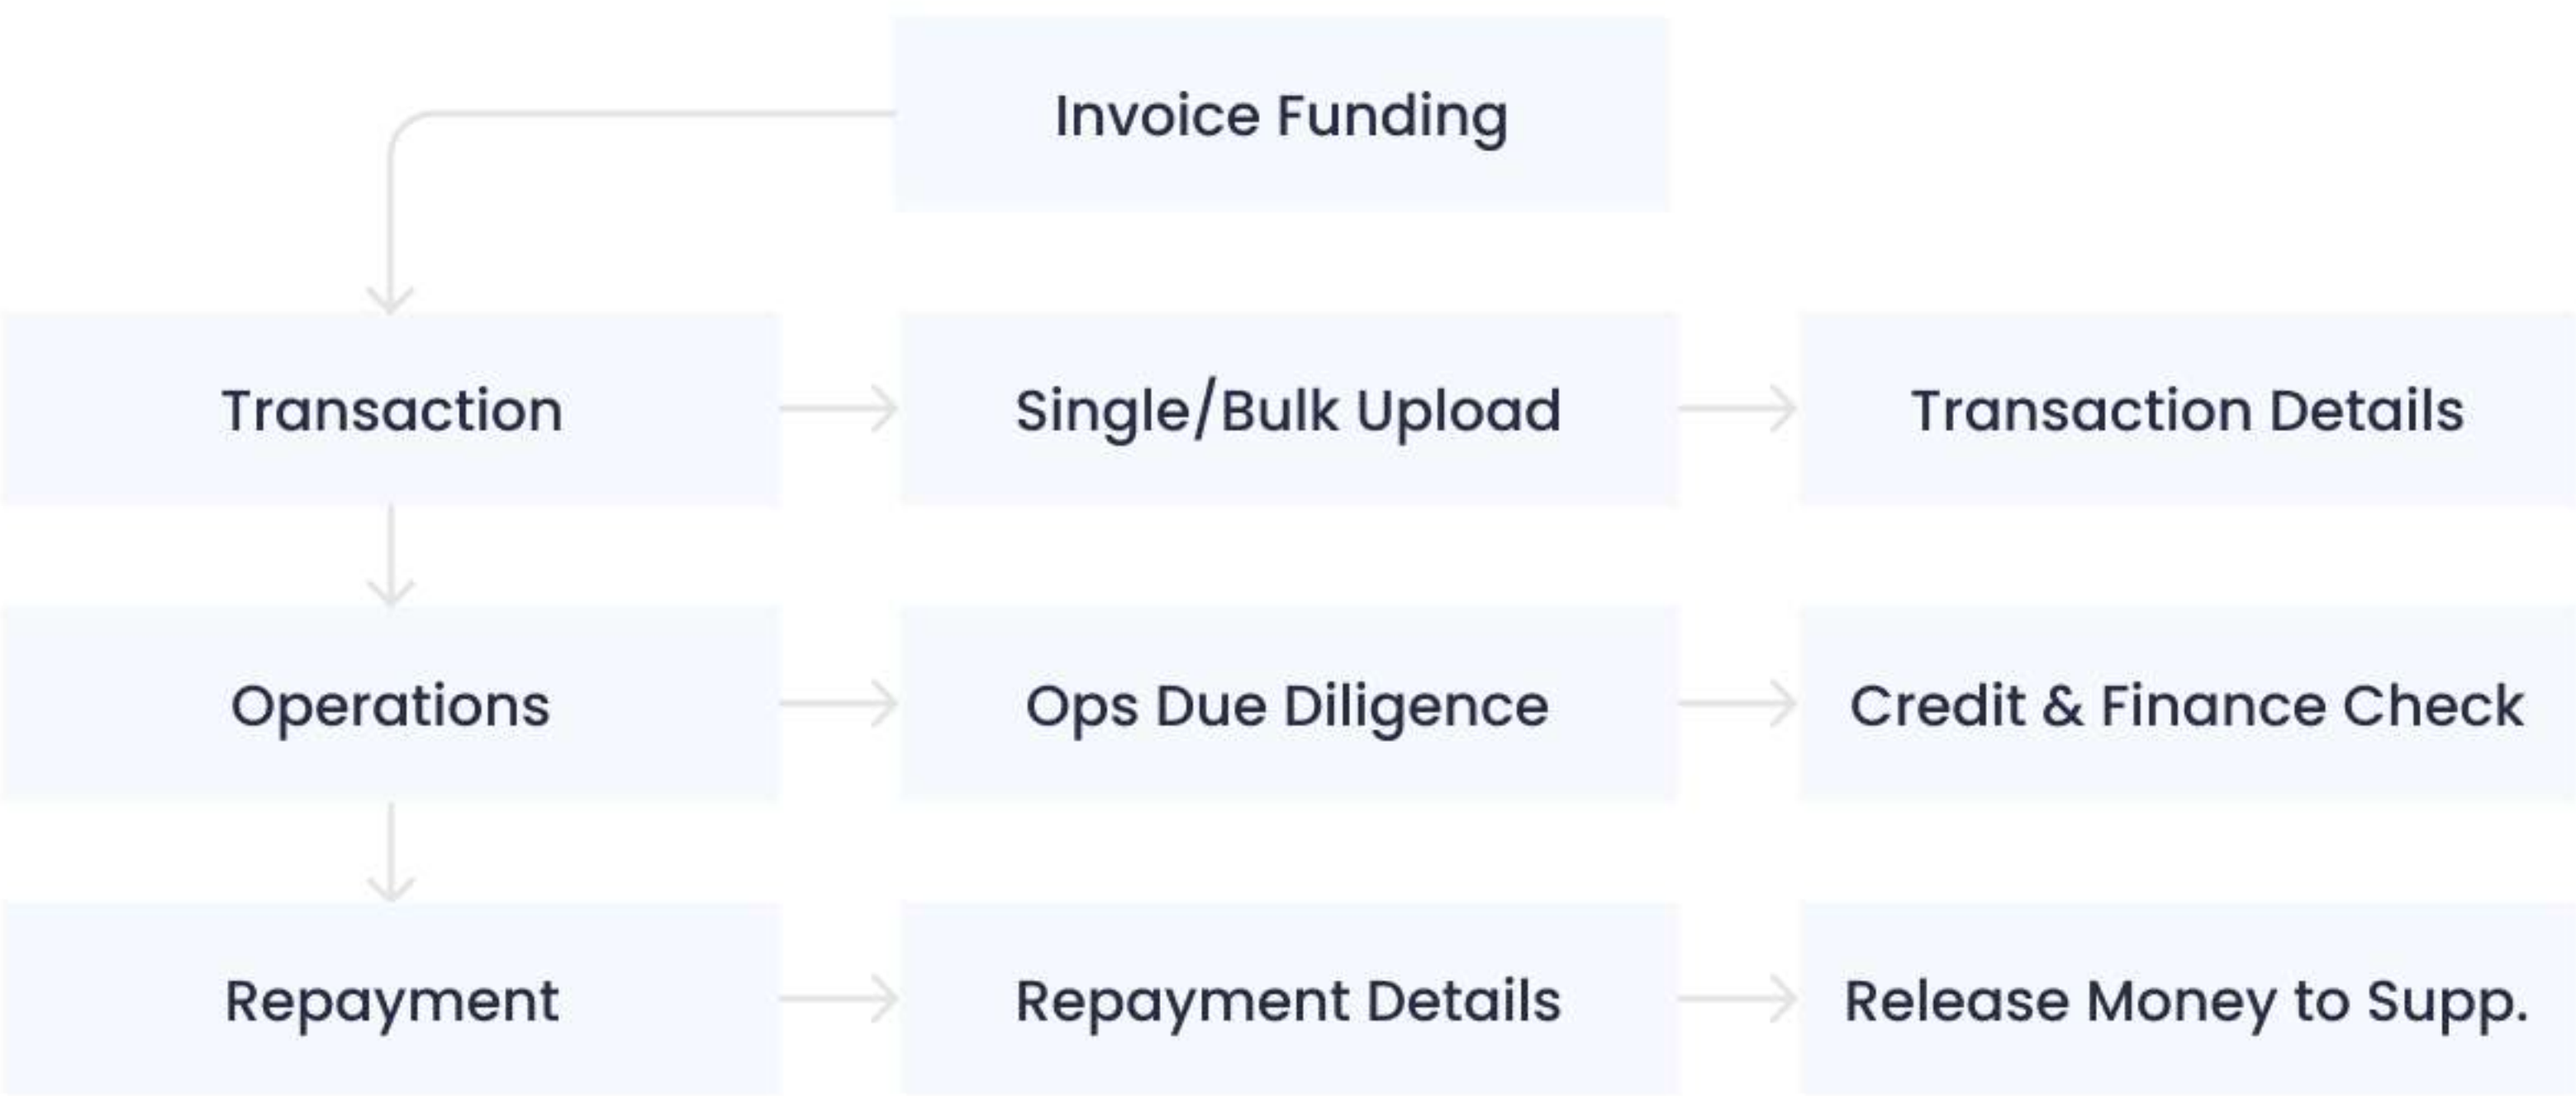 Invoice Funding
Transaction
Single/Bulk Upload
Transaction Details
Operations
Ops Due Diligence
Credit & Finance Check
Repayment
Repayment Details
Release Money to Supp.